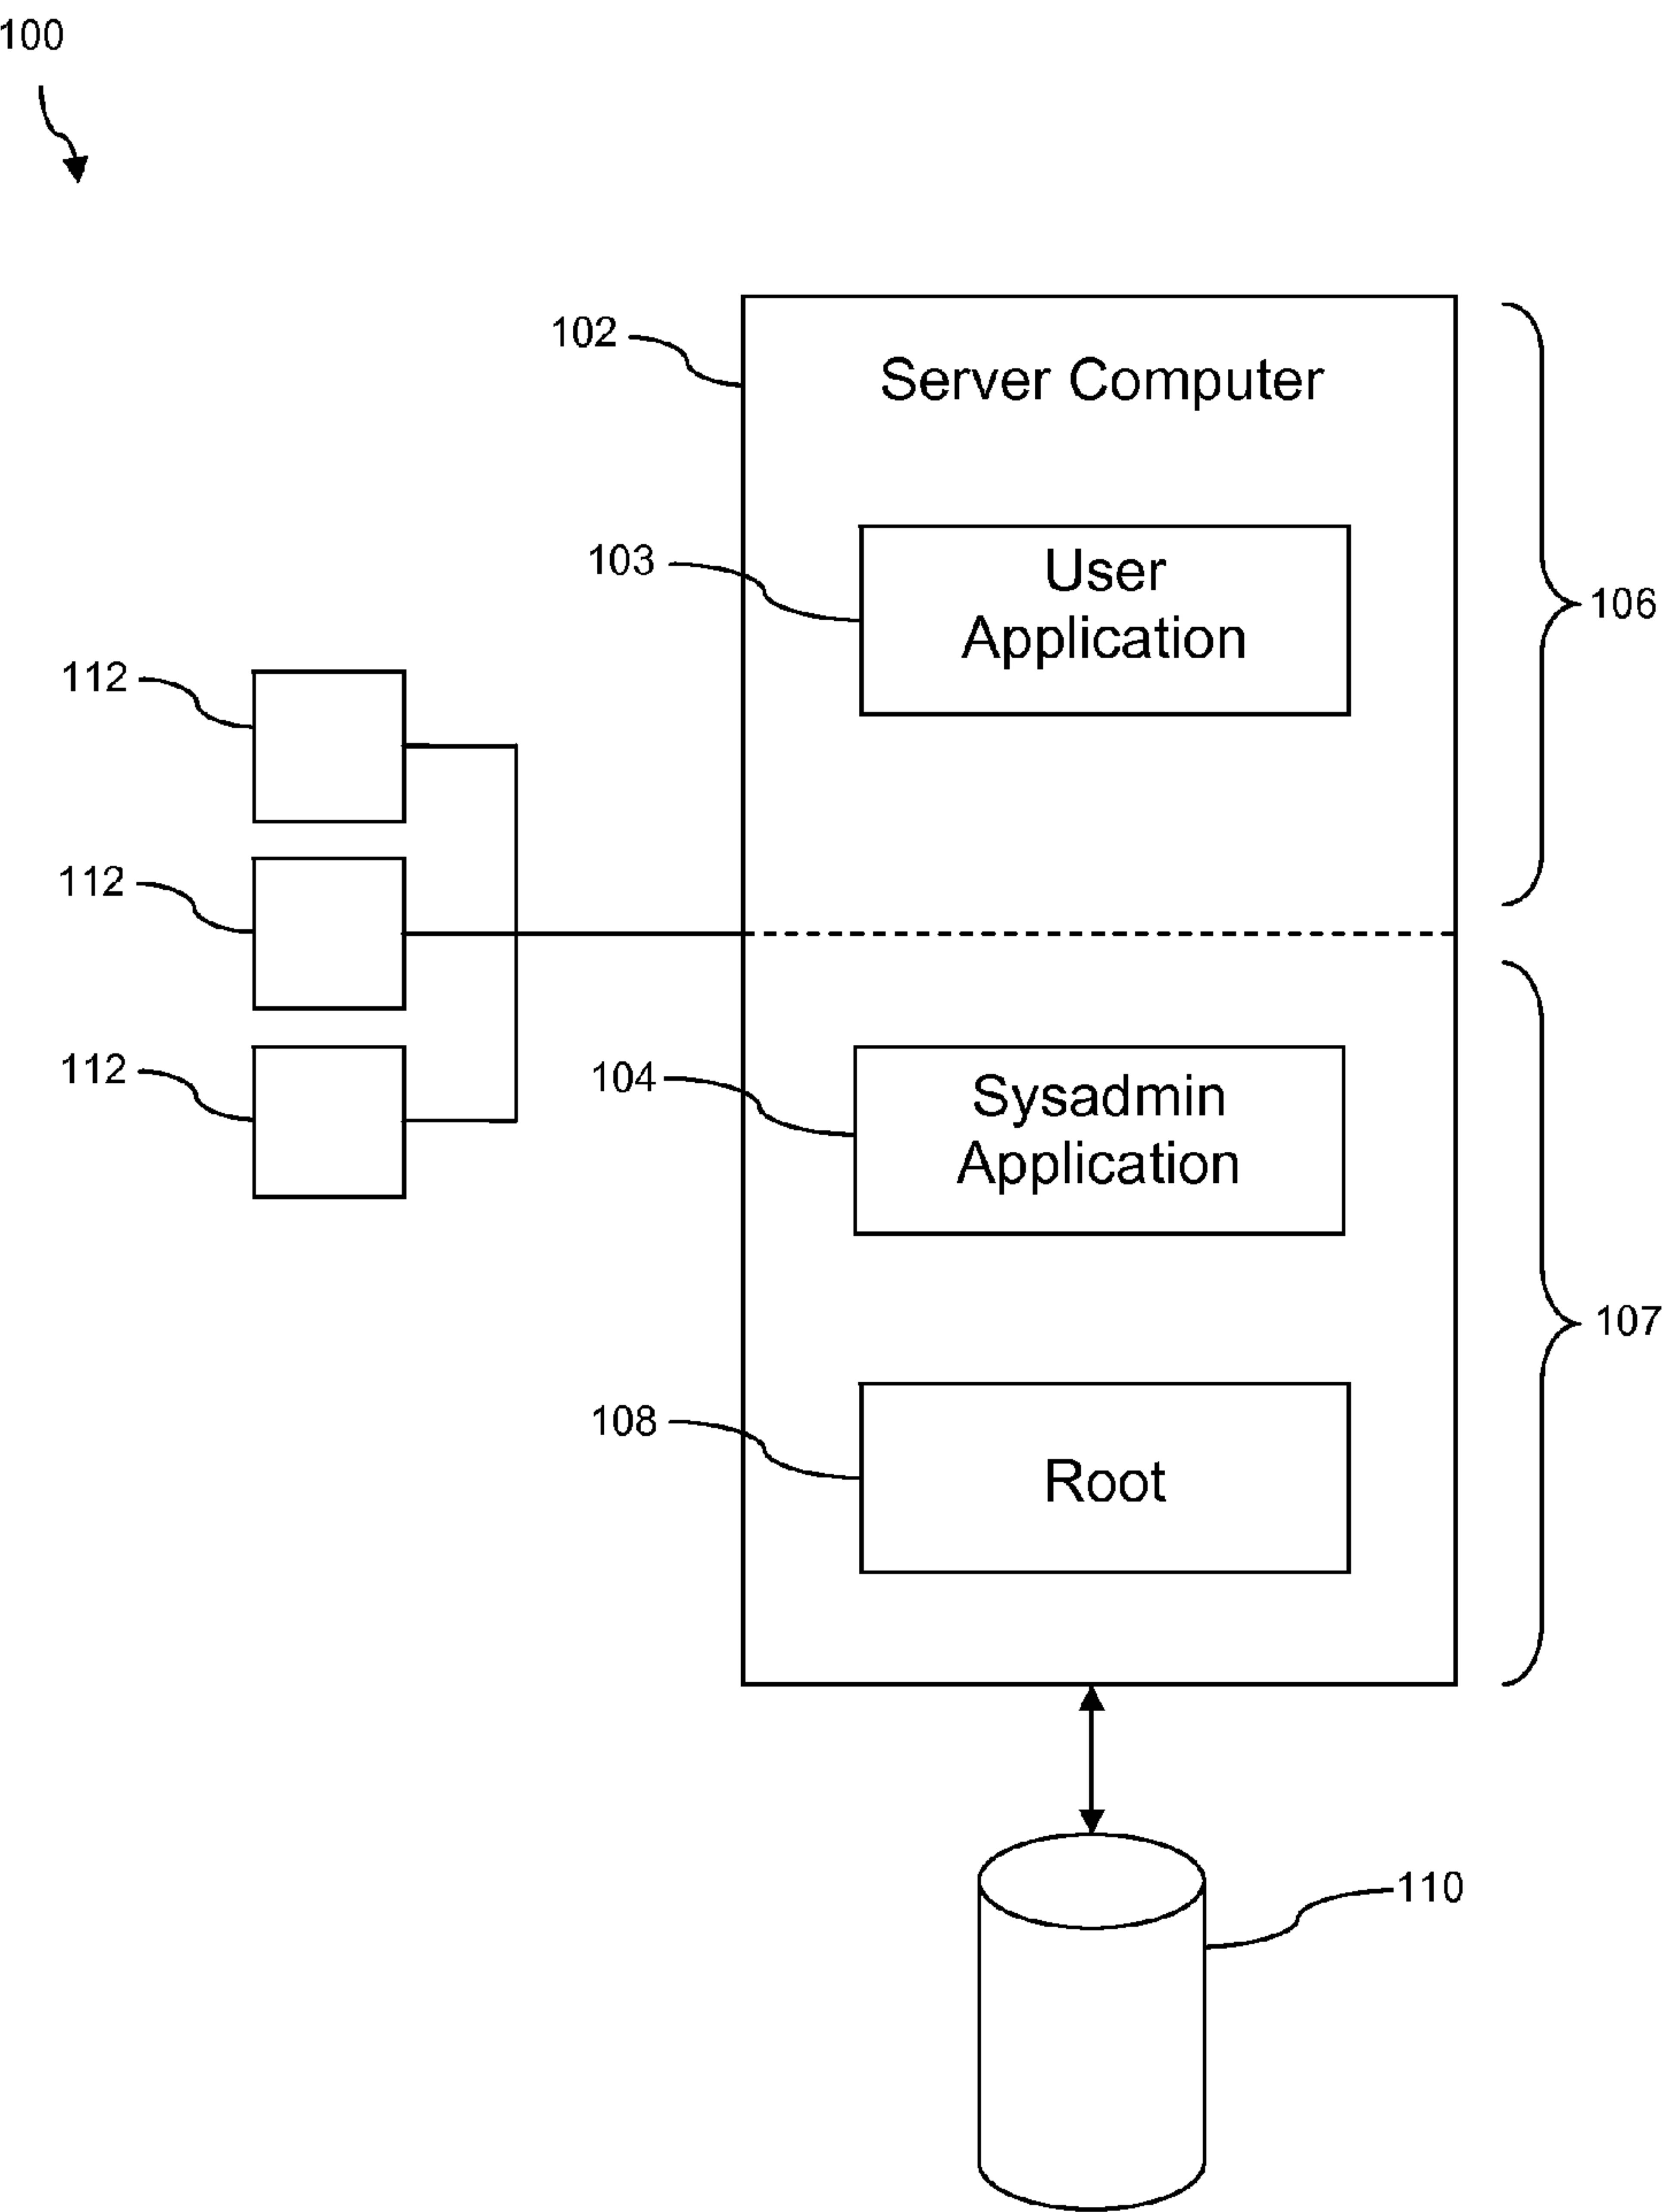 100
102
Server Computer
103
User
Application
106
112
112
112
104
Sysadmin
Application
107
108
Root
110